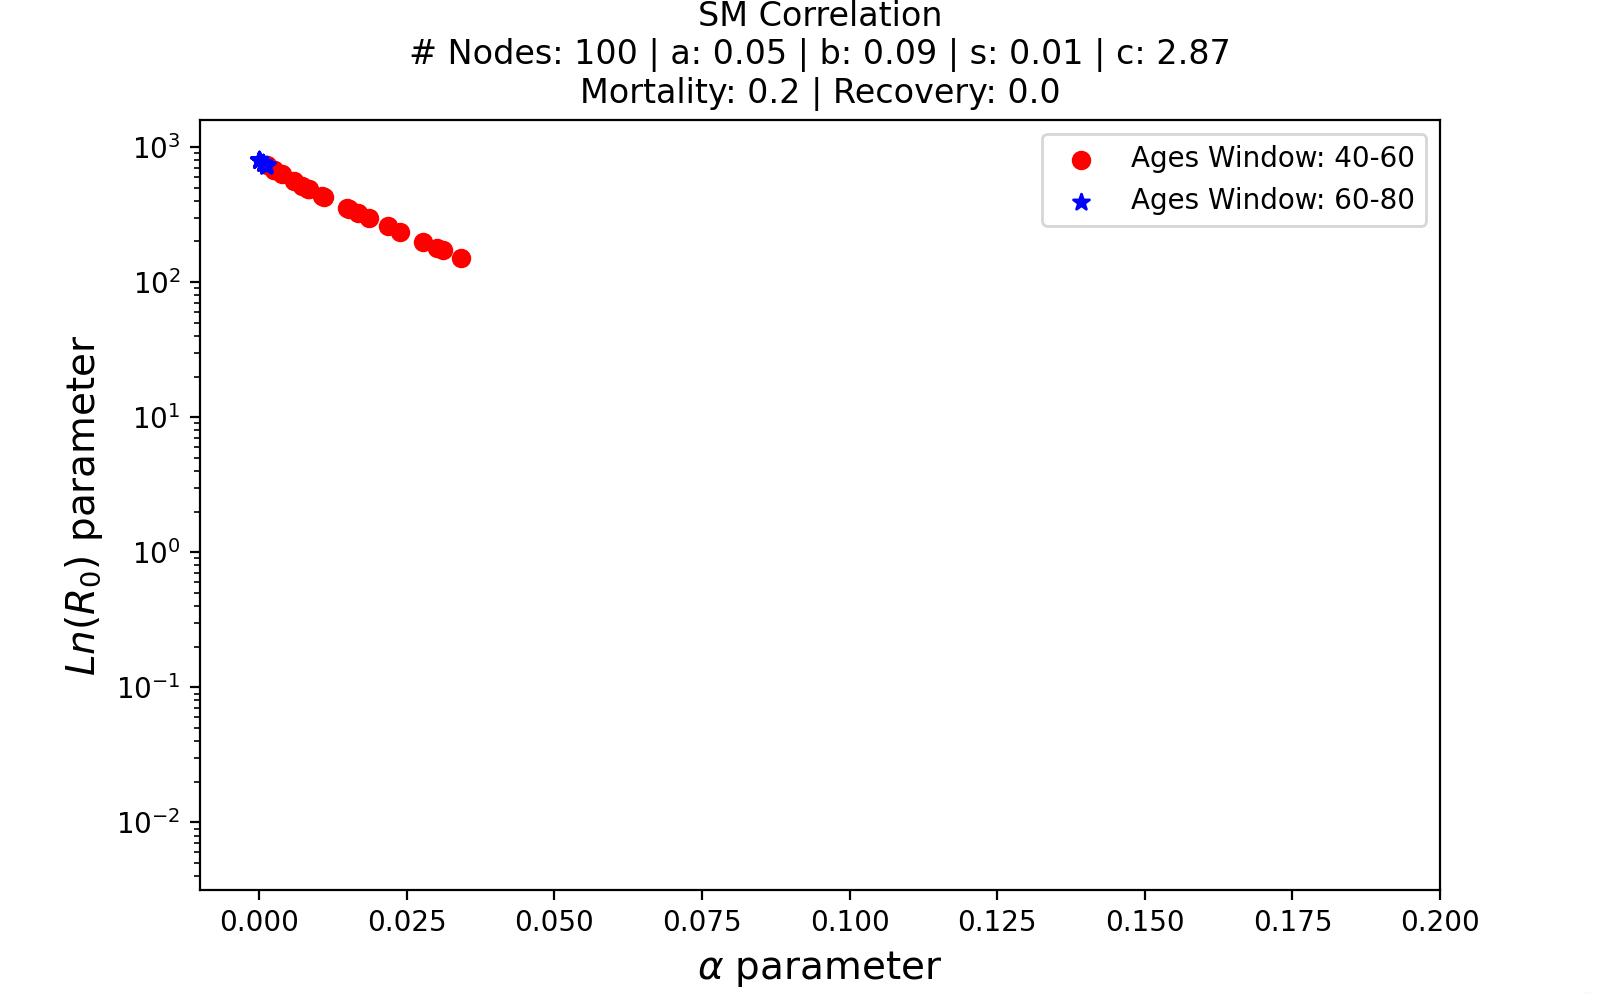 SM Correlation
# Nodes: 100 | a: 0.05 | b: 0.09 | s: 0.01 | c: 2.87
Mortality: 0.2 | Recovery: 0.0
Ages Window: 40-60
Ages Window: 60-80
Ln(R₀) parameter
10³
10²
10¹
10⁰
10⁻¹
10⁻²
0.000 0.025 0.050 0.075 0.100 0.125 0.150 0.175 0.200
α parameter